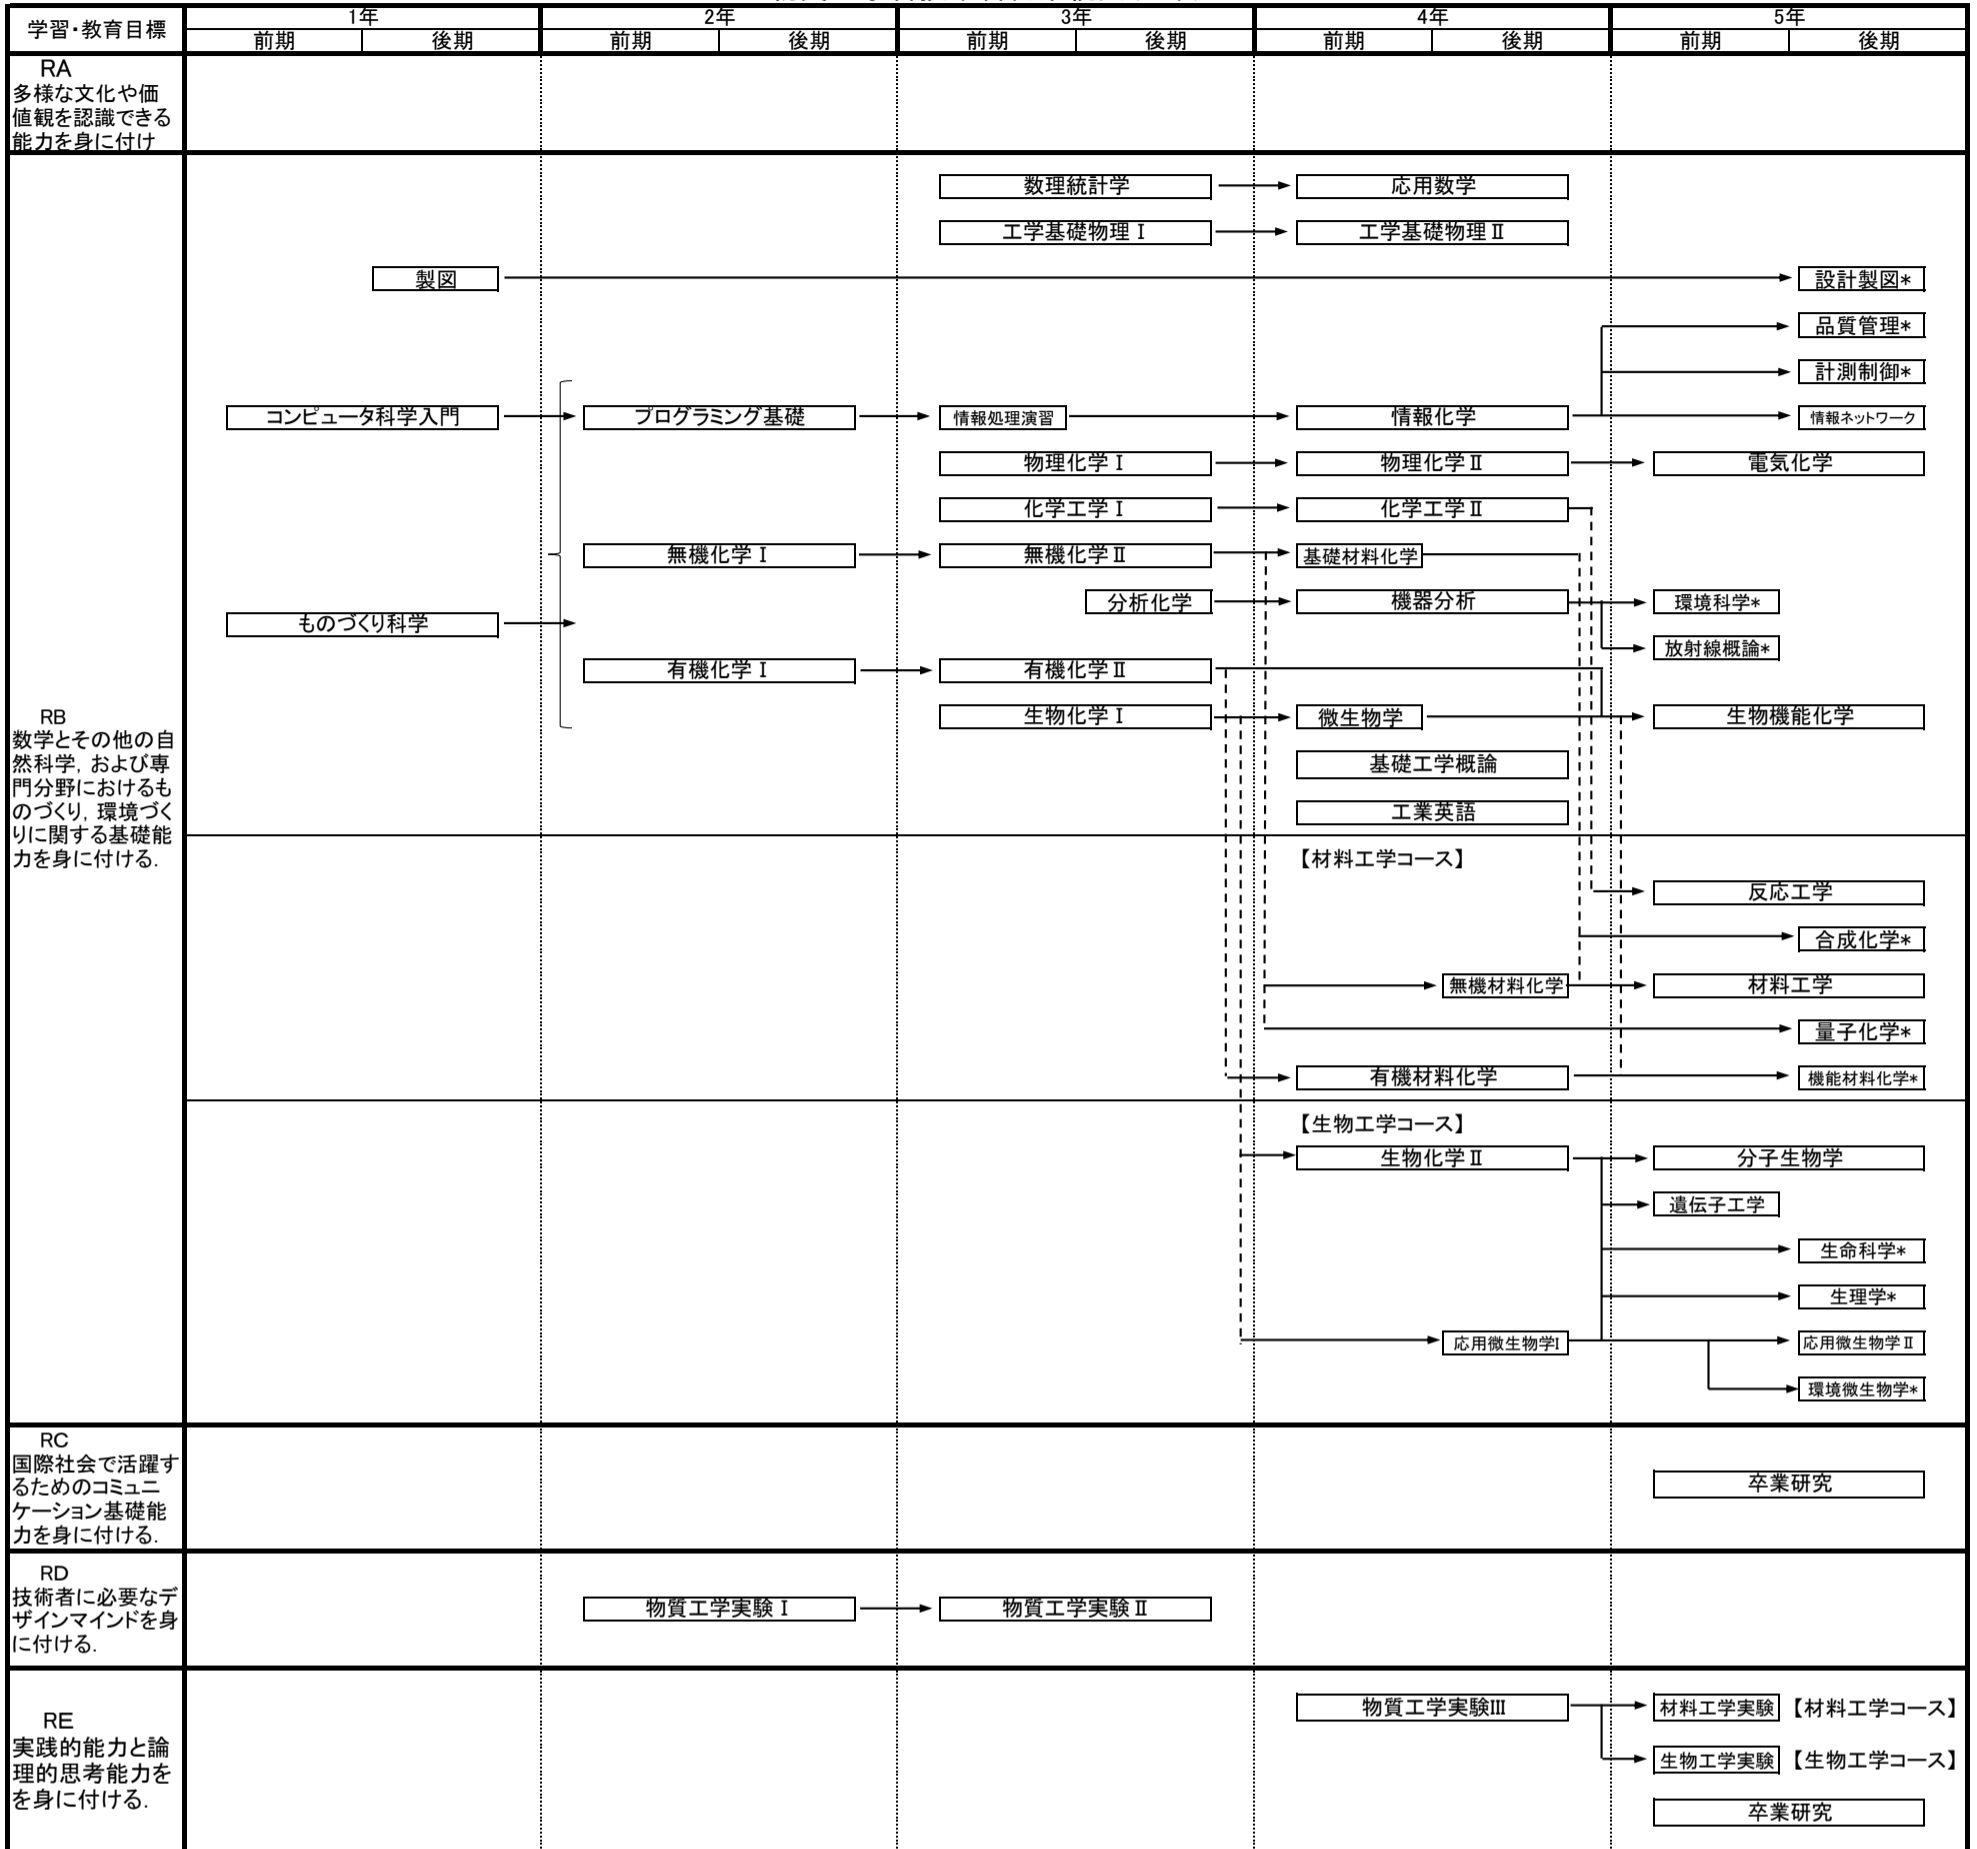 学習・教育目標
1年
2年
3年
4年
5年
前期
後期
前期
後期
前期
後期
前期
後期
前期
後期
RA
多様な文化や価
値観を認識できる
能力を身に付け
RB
数学とその他の自
然科学, および専
門分野におけるも
のづくり, 環境づく
りに関する基礎能
力を身に付ける.
数理統計学
応用数学
工学基礎物理Ⅰ
工学基礎物理Ⅱ
製図
設計製図*
品質管理*
計測制御*
コンピュータ科学入門
プログラミング基礎
情報処理演習
情報化学
情報ネットワーク
物理化学Ⅰ
物理化学Ⅱ
電気化学
化学工学Ⅰ
化学工学Ⅱ
無機化学Ⅰ
無機化学Ⅱ
基礎材料化学
分析化学
機器分析
環境科学*
ものづくり科学
放射線概論*
有機化学Ⅰ
有機化学Ⅱ
生物化学Ⅰ
微生物学
生物機能化学
基礎工学概論
工業英語
【材料工学コース】
反応工学
合成化学*
無機材料化学
材料工学
量子化学*
有機材料化学
機能材料化学*
【生物工学コース】
生物化学Ⅱ
分子生物学
遺伝子工学
生命科学*
生理学*
応用微生物学Ⅰ
応用微生物学Ⅱ
環境微生物学*
RC
国際社会で活躍す
るためのコミュニ
ケーション基礎能
力を身に付ける.
卒業研究
RD
技術者に必要なデ
ザインマインドを身
に付ける.
物質工学実験Ⅰ
物質工学実験Ⅱ
RE
実践的能力と論
理的思考能力を
を身に付ける.
物質工学実験Ⅲ
材料工学実験
【材料工学コース】
生物工学実験
【生物工学コース】
卒業研究